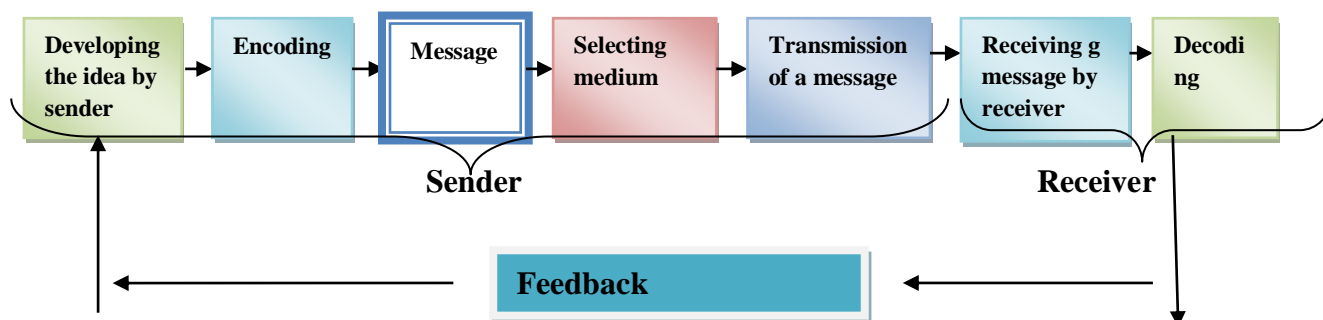 Developing
the idea by
sender
Encoding
Message
Selecting
medium
Transmission
of a message
Receiving g
message by
receiver
Decodi
ng
Sender
Receiver
Feedback